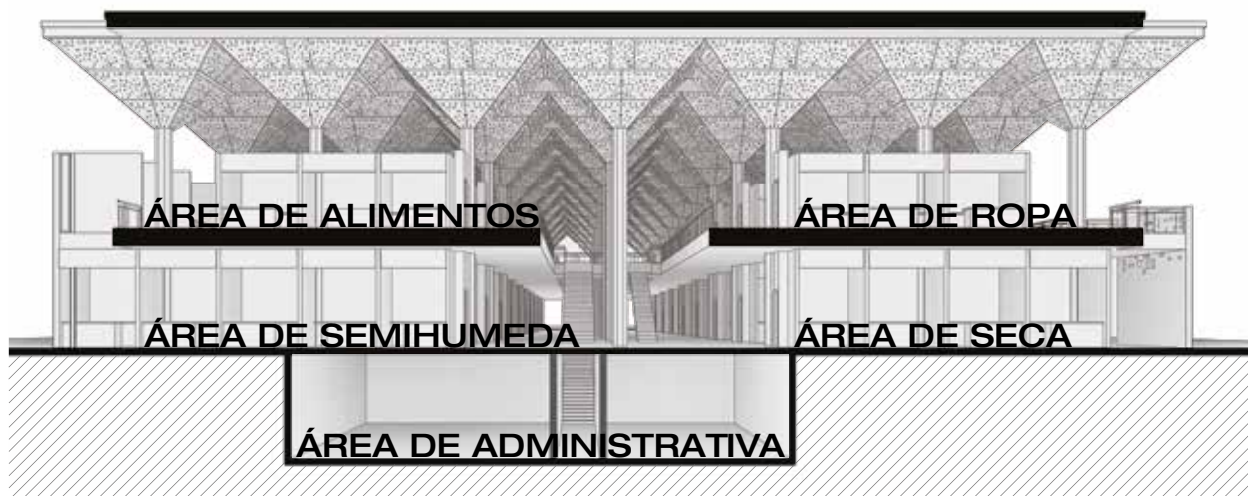 ÁREA DE ALIMENTOS
ÁREA DE ROPA
ÁREA DE SEMIHUMEDA
ÁREA DE SECA
ÁREA DE ADMINISTRATIVA